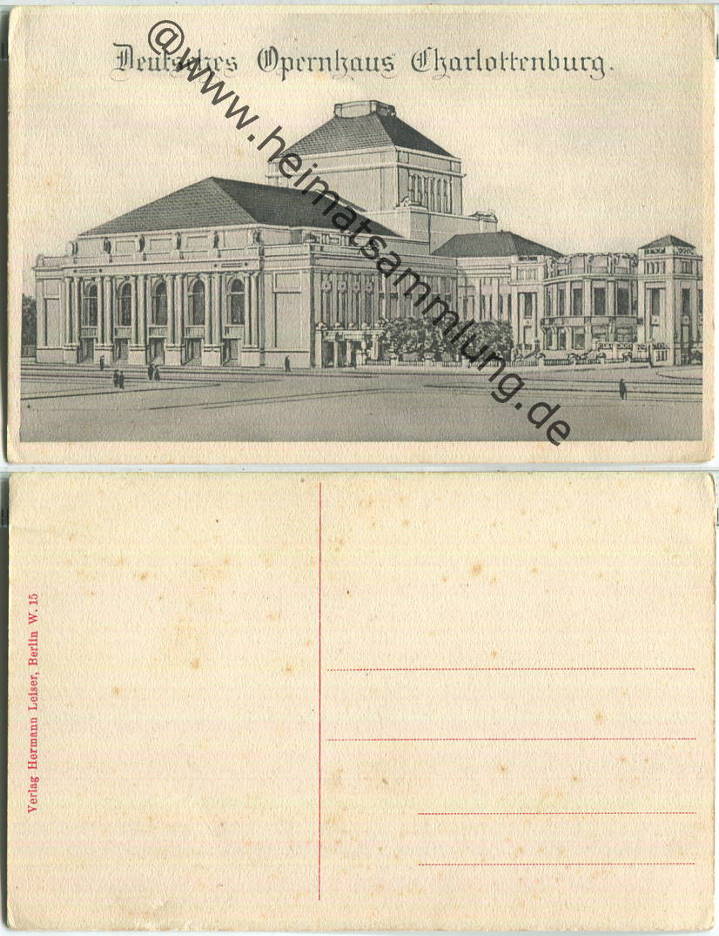 Deutsches Opernhaus Charlottenburg.
@www.heimatsammlung.de
Verlag Hermann Leiser, Berlin W. 15